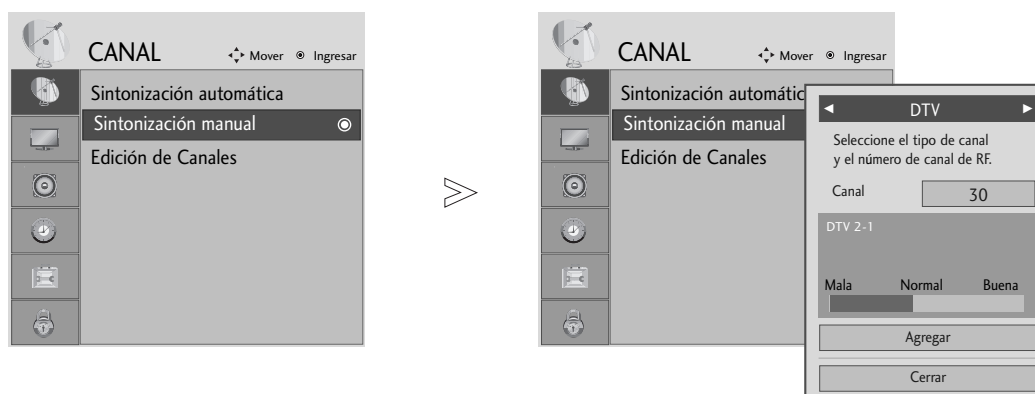 CANAL
Mover
Ingresar
Sintonización automática
Sintonización manual
Edición de Canales
CANAL
Mover
Ingresar
Sintonización automátic
Sintonización manual
Edición de Canales
DTV
Seleccione el tipo de canal
y el número de canal de RF.
Canal 30
DTV 2-1
Mala Normal Buena
Agregar
Cerrar